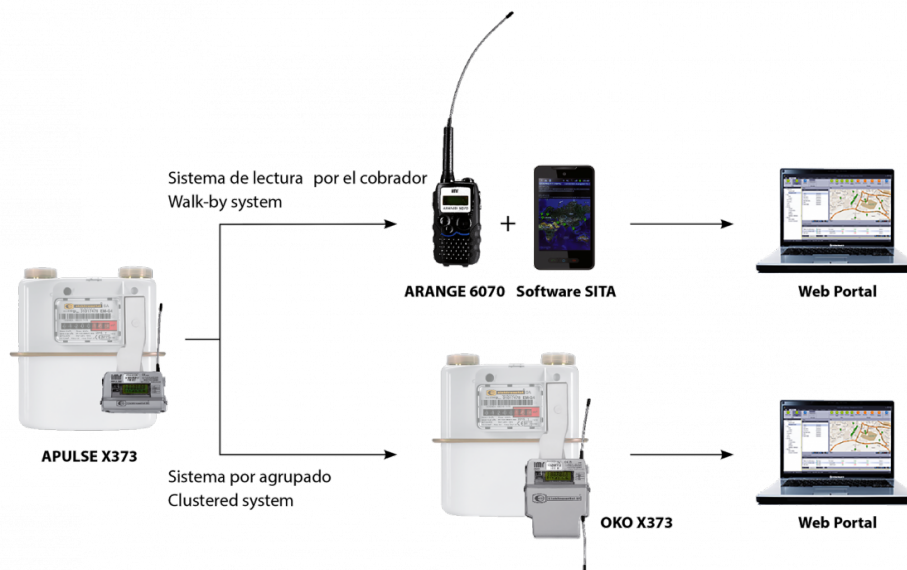 Sistema de lectura por el cobrador
Walk-by system
+
ARANGE 6070
Software SITA
Web Portal
APULSE X373
Sistema por agrupado
Clustered system
OKO X373
Web Portal